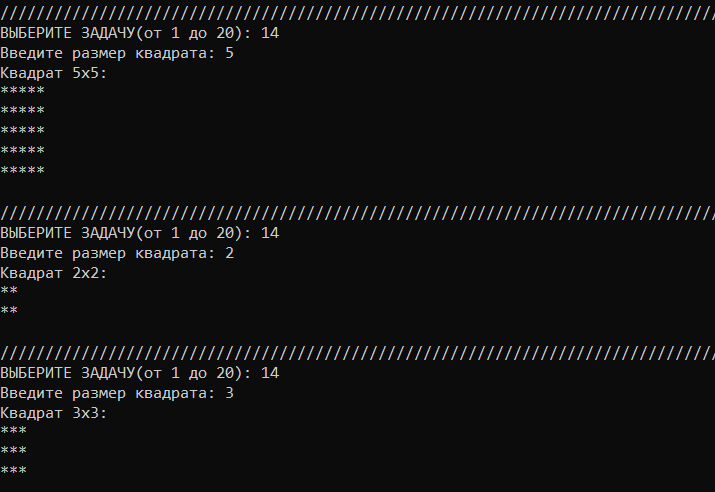 ////////////////////////////////////////////////////////////////////////////////
ВЫБЕРИТЕ ЗАДАЧУ(от 1 до 20): 14
Введите размер квадрата: 5
Квадрат 5x5:
*****
*****
*****
*****
*****
////////////////////////////////////////////////////////////////////////////////
ВЫБЕРИТЕ ЗАДАЧУ(от 1 до 20): 14
Введите размер квадрата: 2
Квадрат 2x2:
**
**
////////////////////////////////////////////////////////////////////////////////
ВЫБЕРИТЕ ЗАДАЧУ(от 1 до 20): 14
Введите размер квадрата: 3
Квадрат 3x3:
***
***
***